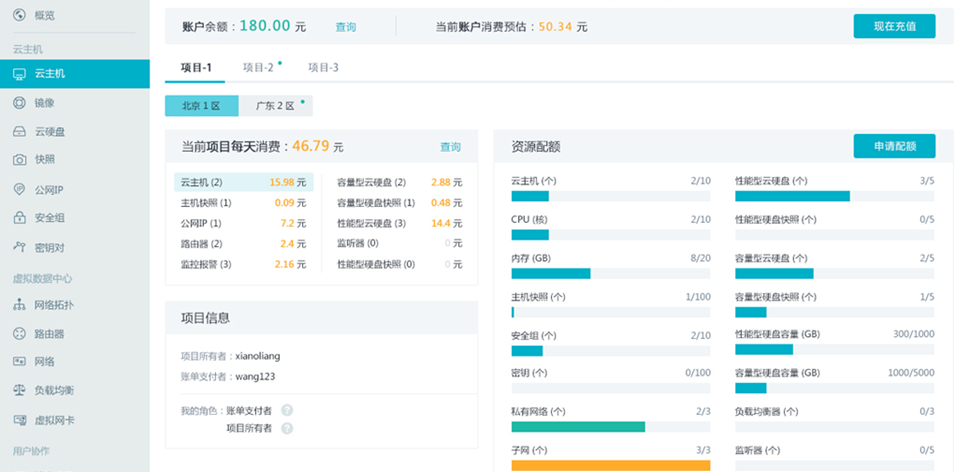 概览
云主机
云主机
镜像
云硬盘
快照
公网IP
安全组
密钥对
虚拟数据中心
网络拓扑
路由器
网络
负载均衡
虚拟网卡
用户协作
账户余额：180.00 元 查询 当前账户消费预估：50.34 元 现在充值
项目-1 项目-2 项目-3
北京 1 区 广东 2 区
当前项目每天消费：46.79 元 查询
云主机 (2) 15.98 元 容量型云硬盘 (2) 2.88 元
主机快照 (1) 0.09 元 容量型硬盘快照 (1) 0.48 元
公网IP (1) 7.2 元 性能型云硬盘 (3) 14.4 元
路由器 (2) 2.4 元 监听器 (0) 0 元
监控报警 (3) 2.16 元 性能型硬盘快照 (0) 0 元
项目信息
项目所有者：xianoliang
账单支付者：wang123
我的角色：账单支付者 ?
项目所有者 ?
资源配额 申请配额
云主机 (个) 2/10 性能型云硬盘 (个) 3/5
CPU (核) 2/10 性能型硬盘快照 (个) 0/5
内存 (GB) 8/20 容量型云硬盘 (个) 2/5
主机快照 (个) 1/100 容量型硬盘快照 (个) 1/5
安全组 (个) 2/10 性能型硬盘容量 (GB) 300/1000
密钥 (个) 0/100 容量型硬盘容量 (GB) 1000/5000
私有网络 (个) 2/3 负载均衡器 (个) 0/3
子网 (个) 3/3 监听器 (个) 0/5